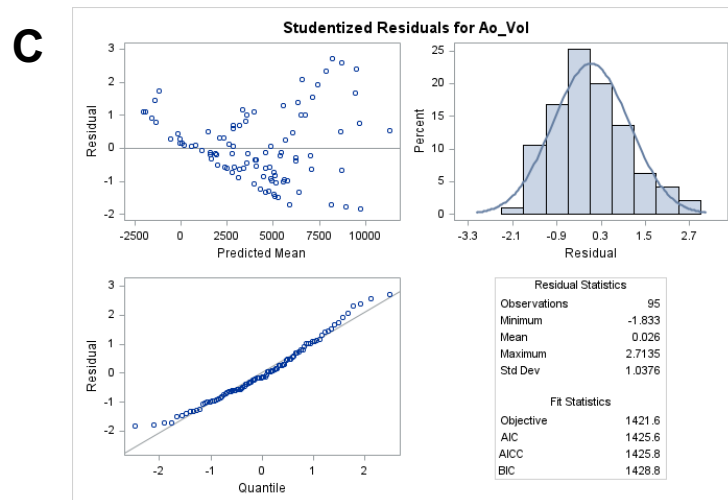 C
Studentized Residuals for Ao_Vol
3
2
1
0
-1
-2
Residual
-2500 0 2500 5000 7500 10000
Predicted Mean
25
20
15
10
5
0
Percent
-3.3 -2.1 -0.9 0.3 1.5 2.7
Residual
3
2
1
0
-1
-2
Residual
-2 -1 0 1 2
Quantile
Residual Statistics
Observations 95
Minimum -1.833
Mean 0.026
Maximum 2.7135
Std Dev 1.0376
Fit Statistics
Objective 1421.6
AIC 1425.6
AICC 1425.8
BIC 1428.8